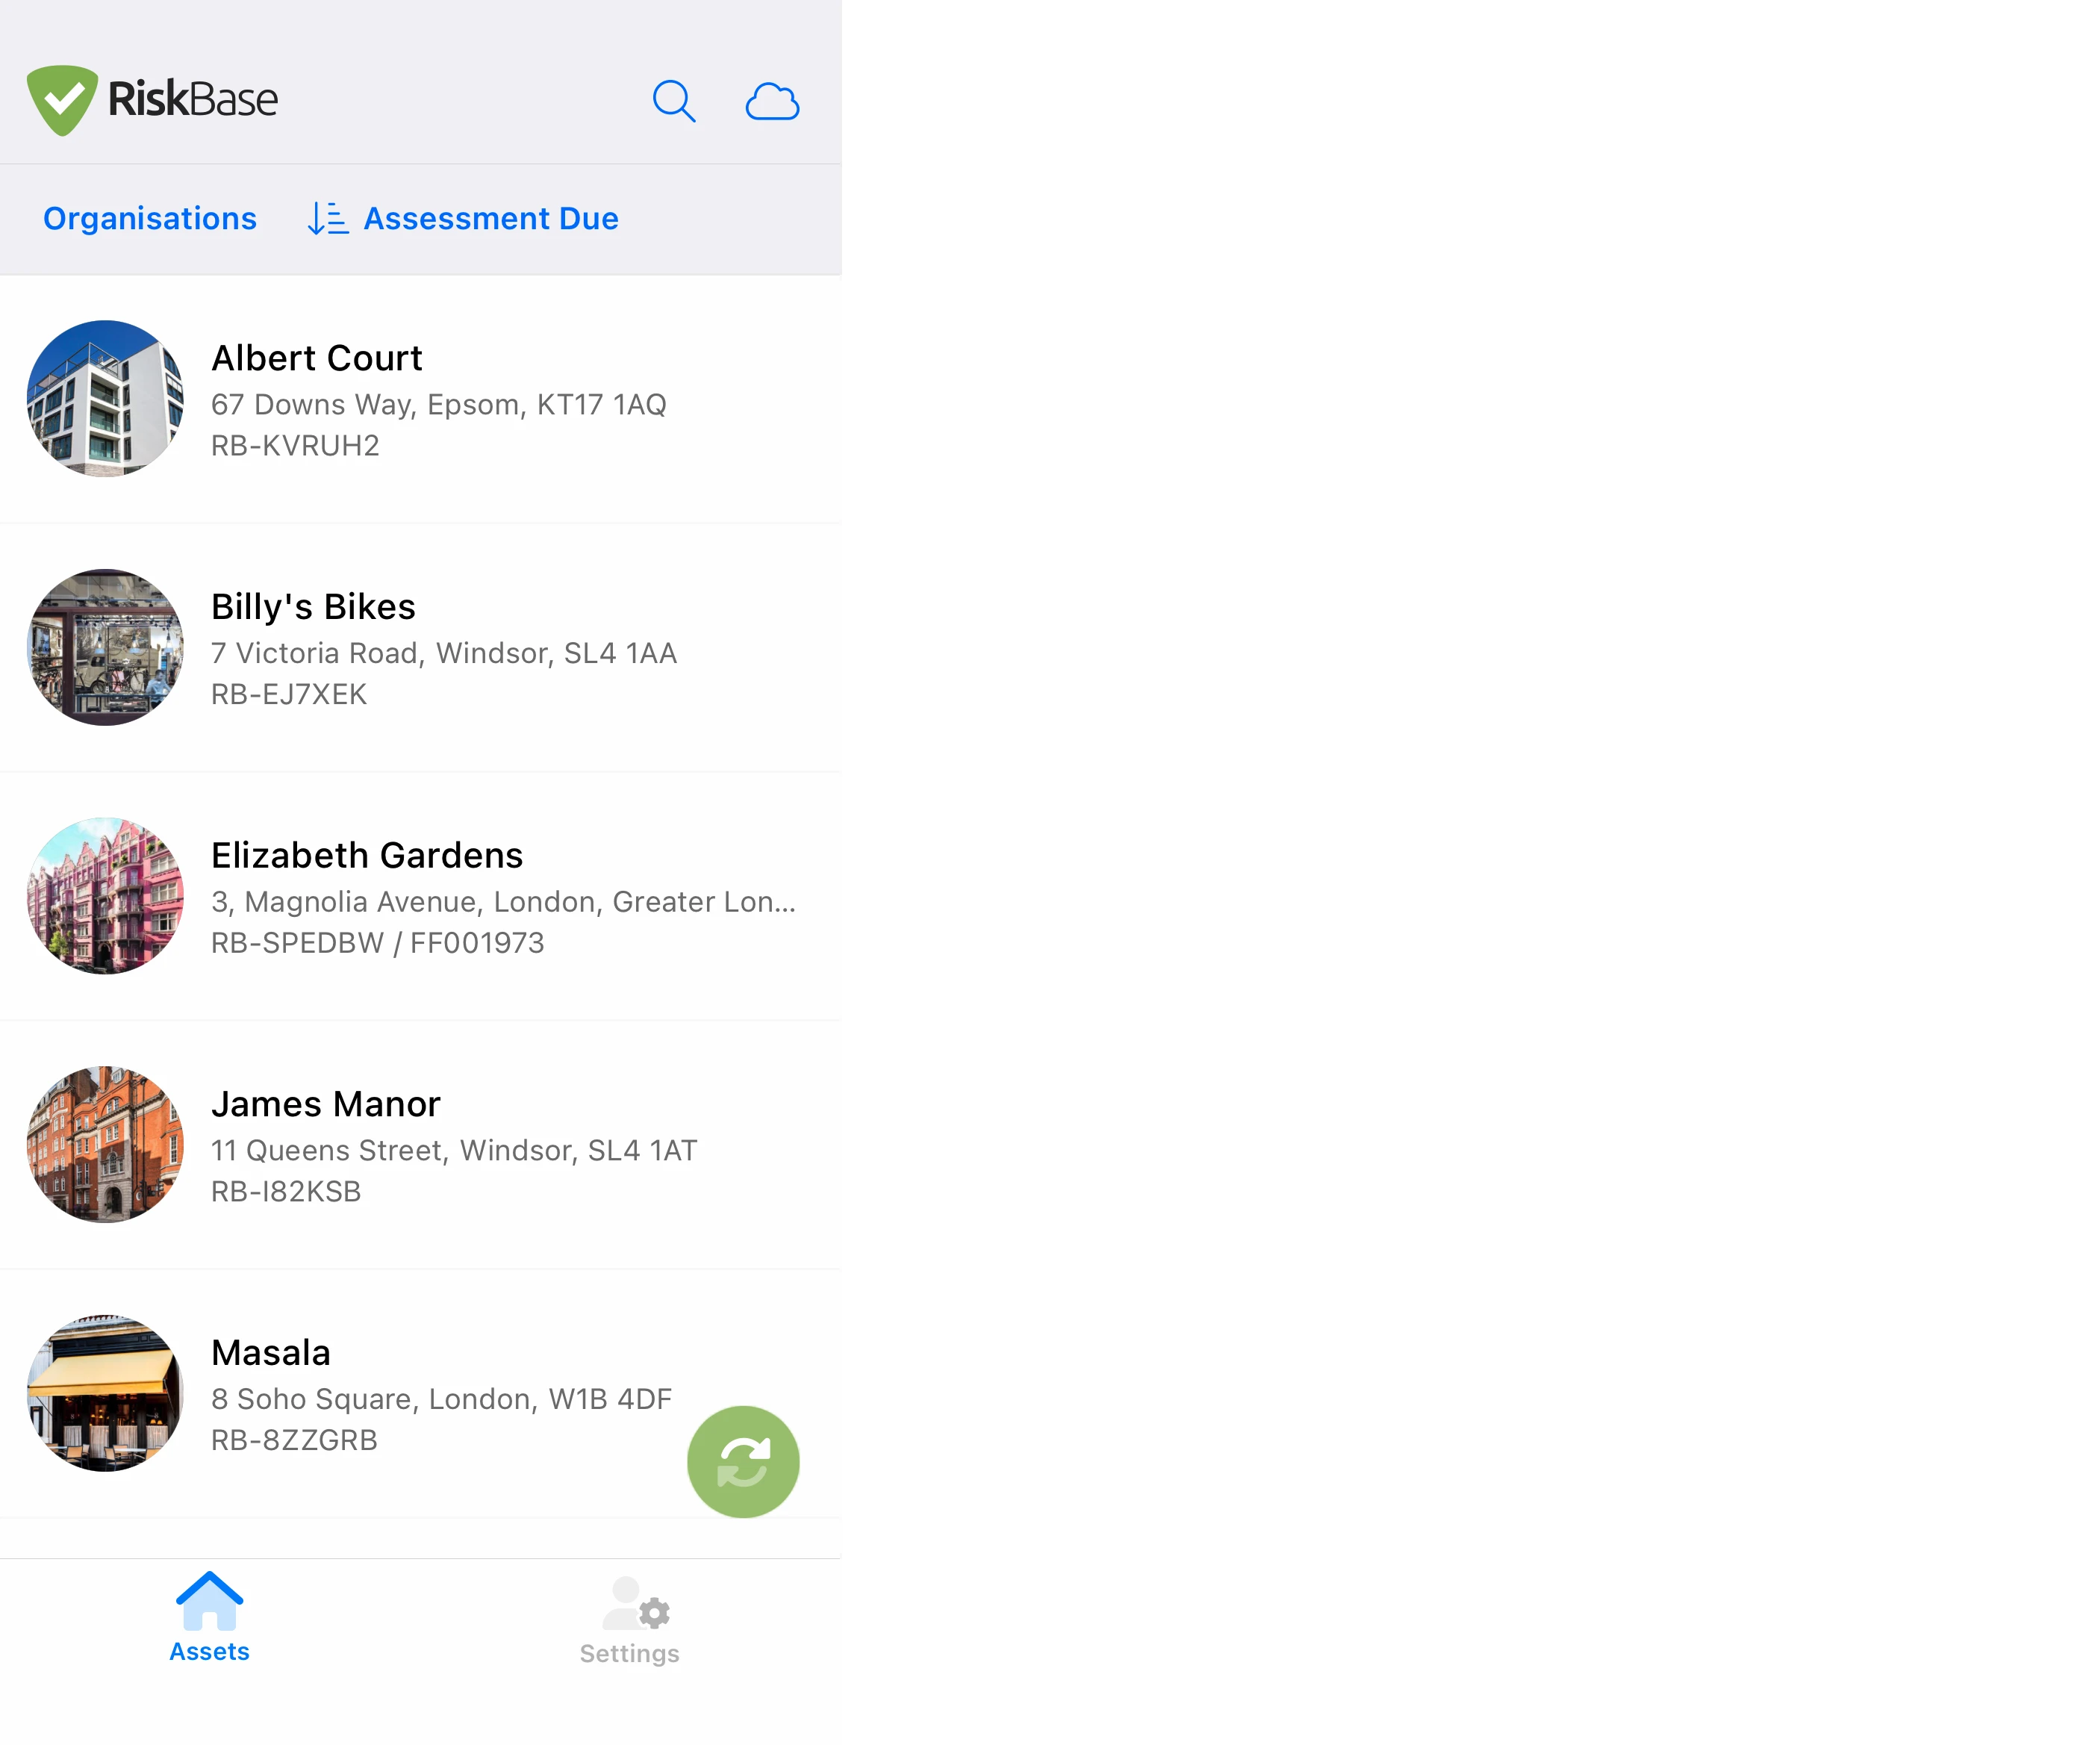 RiskBase
Organisations Assessment Due
Albert Court
67 Downs Way, Epsom, KT17 1AQ
RB-KVRUH2
Billy's Bikes
7 Victoria Road, Windsor, SL4 1AA
RB-EJ7XEK
Elizabeth Gardens
3, Magnolia Avenue, London, Greater Lon...
RB-SPEDBW / FF001973
James Manor
11 Queens Street, Windsor, SL4 1AT
RB-I82KSB
Masala
8 Soho Square, London, W1B 4DF
RB-8ZZGRB
Assets Settings